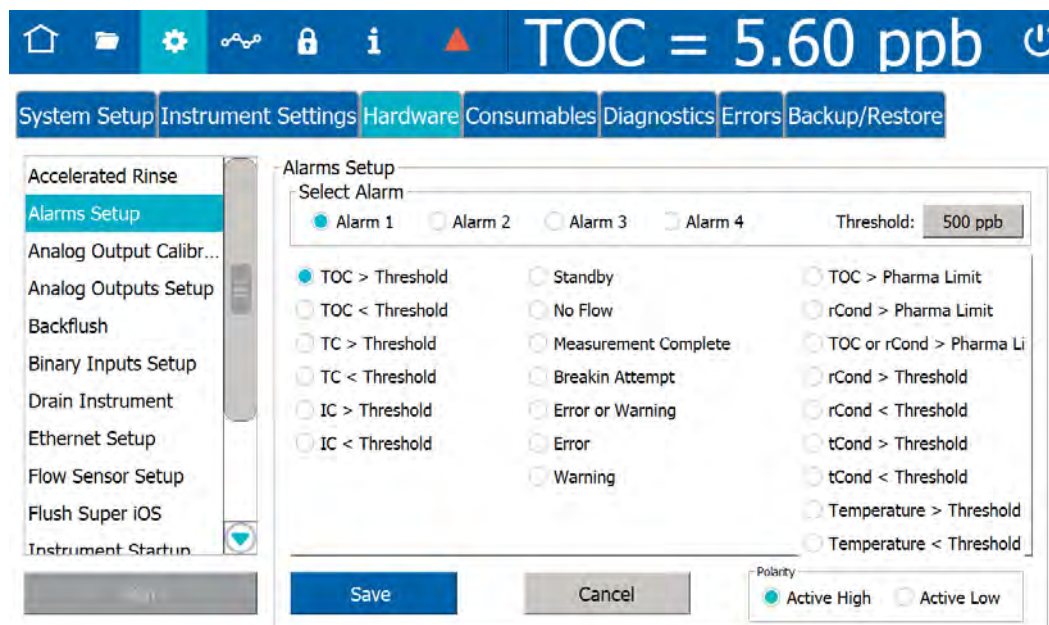 TOC = 5.60 ppb
System Setup Instrument Settings Hardware Consumables Diagnostics Errors Backup/Restore
Accelerated Rinse
Alarms Setup
Analog Output Calibr...
Analog Outputs Setup
Backflush
Binary Inputs Setup
Drain Instrument
Ethernet Setup
Flow Sensor Setup
Flush Super iOS
Instrument Startup
Alarms Setup
Select Alarm
Alarm 1 Alarm 2 Alarm 3 Alarm 4 Threshold: 500 ppb
TOC > Threshold
TOC < Threshold
TC > Threshold
TC < Threshold
IC > Threshold
IC < Threshold
Standby
No Flow
Measurement Complete
Breakin Attempt
Error or Warning
Error
Warning
TOC > Pharma Limit
rCond > Pharma Limit
TOC or rCond > Pharma Li
rCond > Threshold
rCond < Threshold
tCond > Threshold
tCond < Threshold
Temperature > Threshold
Temperature < Threshold
Save
Cancel
Polarity
Active High Active Low